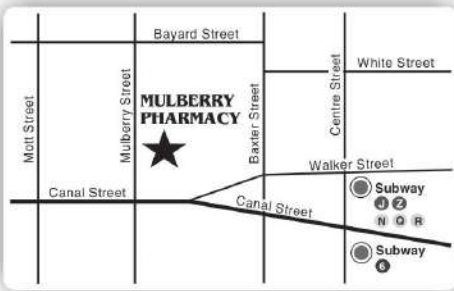 Bayard Street
White Street
Mott Street
Mulberry Street
MULBERRY
PHARMACY
Baxter Street
Centre Street
Walker Street
Canal Street
Canal Street
Subway
J Z
N Q R
Subway
6